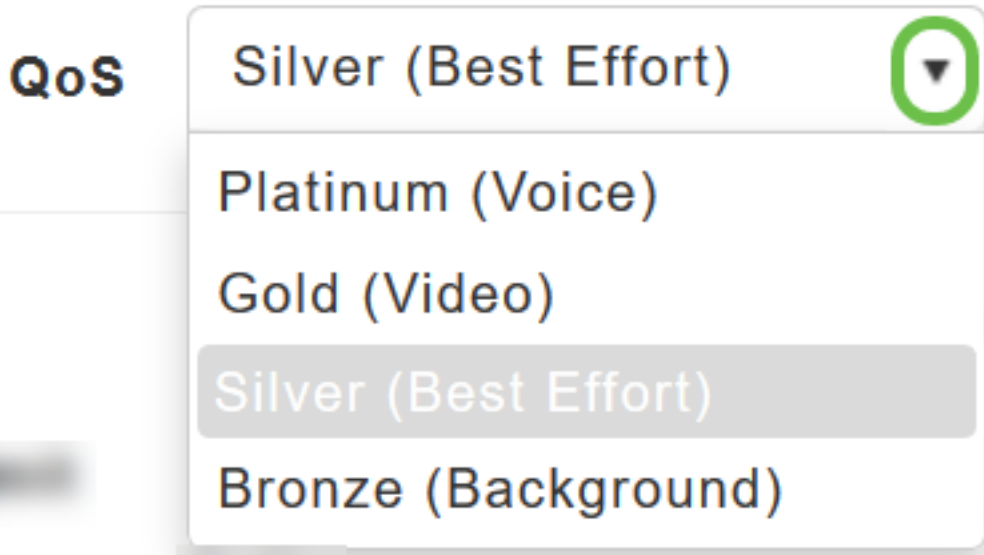 QoS Silver (Best Effort)
Platinum (Voice)
Gold (Video)
Silver (Best Effort)
Bronze (Background)